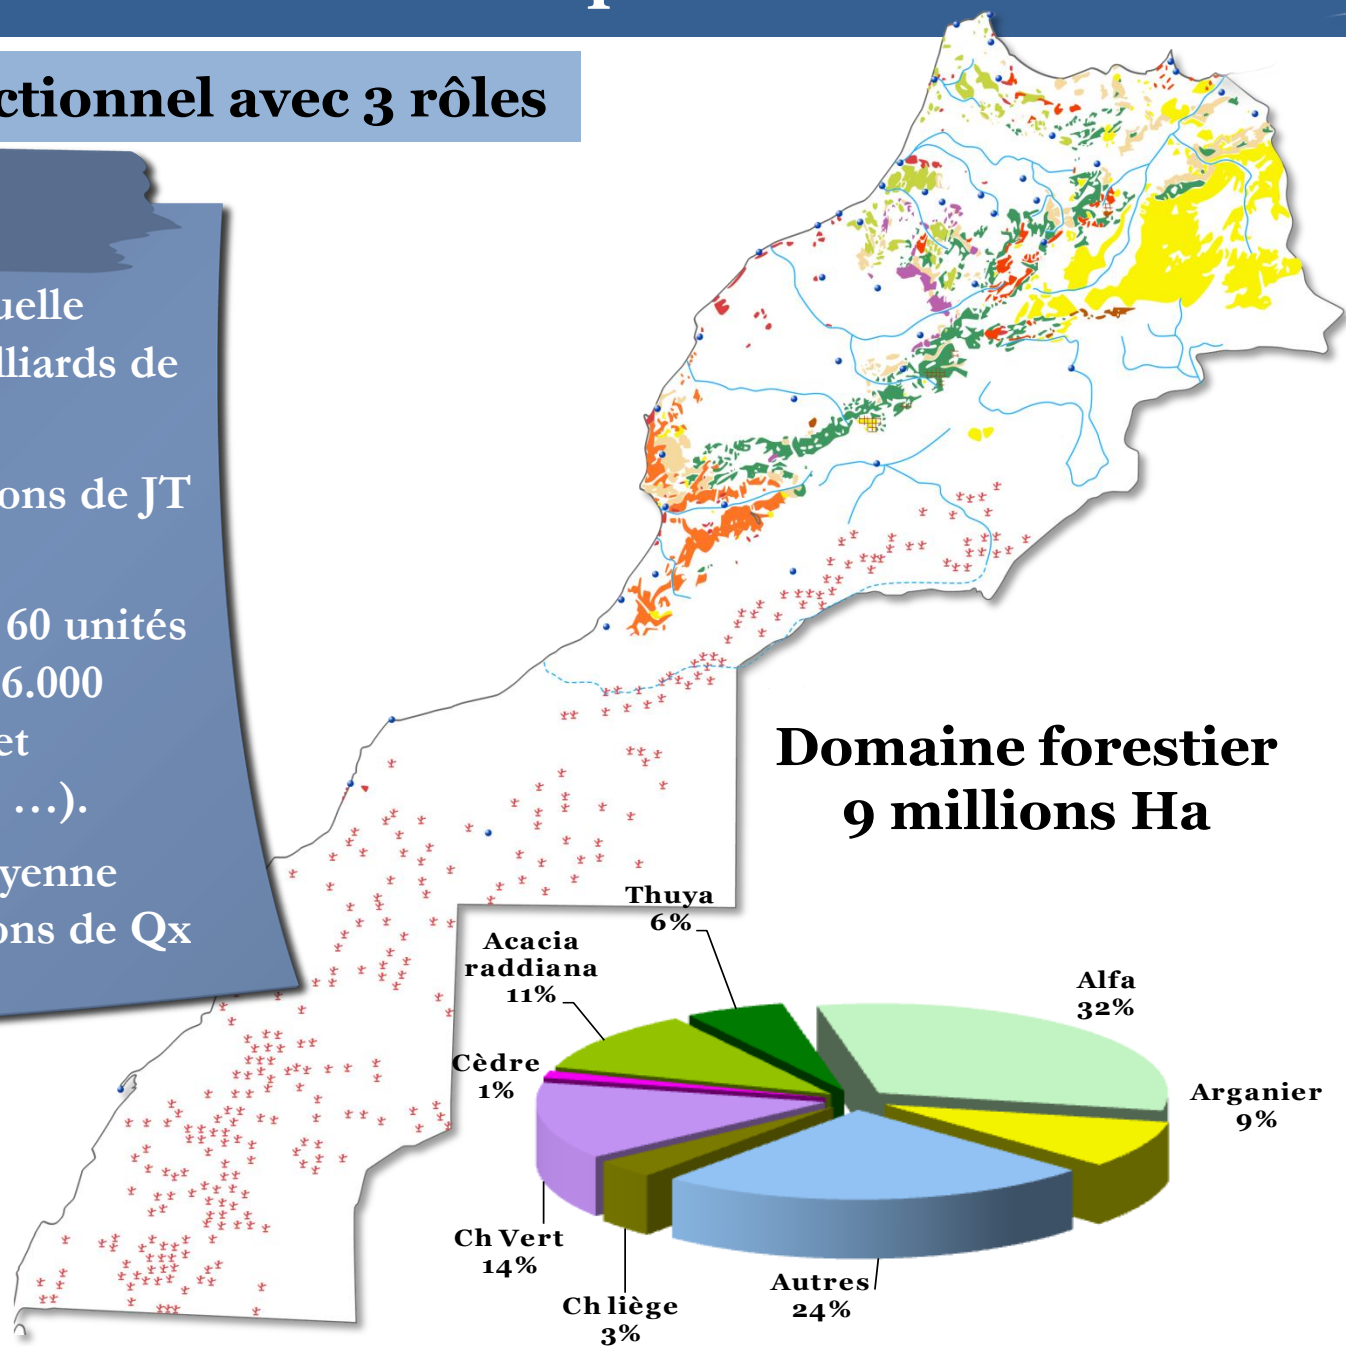 ctionnel avec 3 rôles
uelle
lliards de
ons de JT
60 unités
6.000
et
…).
yenne
ons de Qx
Domaine forestier
9 millions Ha
Thuya
6%
Acacia
raddiana
11%
Alfa
32%
Cèdre
1%
Arganier
9%
Ch Vert
14%
Autres
24%
Ch liège
3%